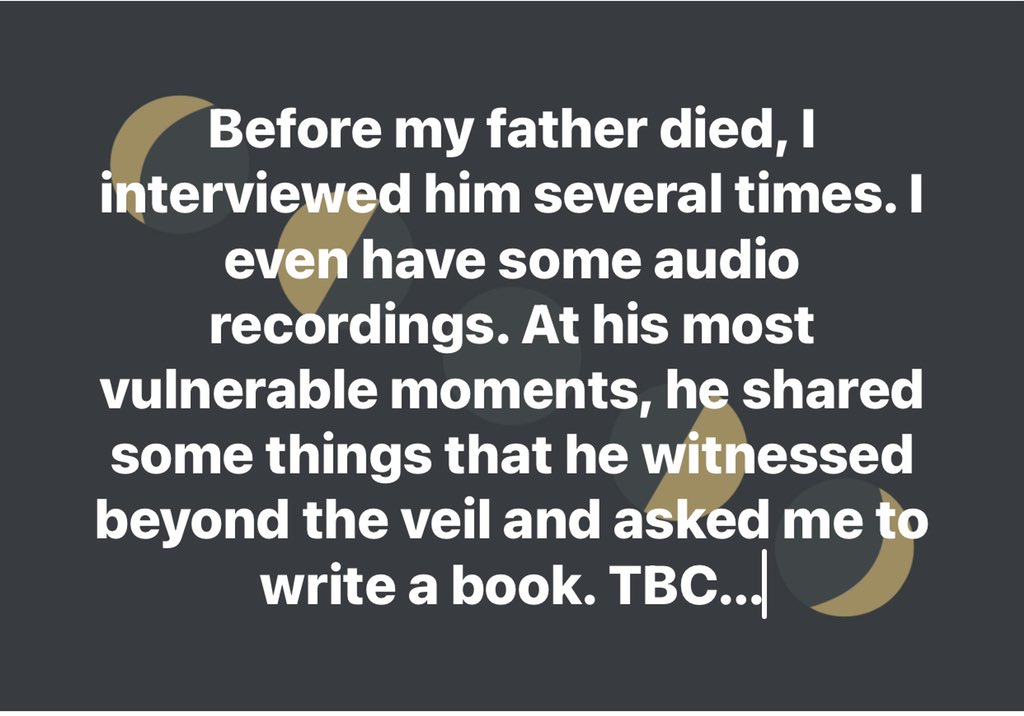 Before my father died, I
interviewed him several times. I
even have some audio
recordings. At his most
vulnerable moments, he shared
some things that he witnessed
beyond the veil and asked me to
write a book. TBC...